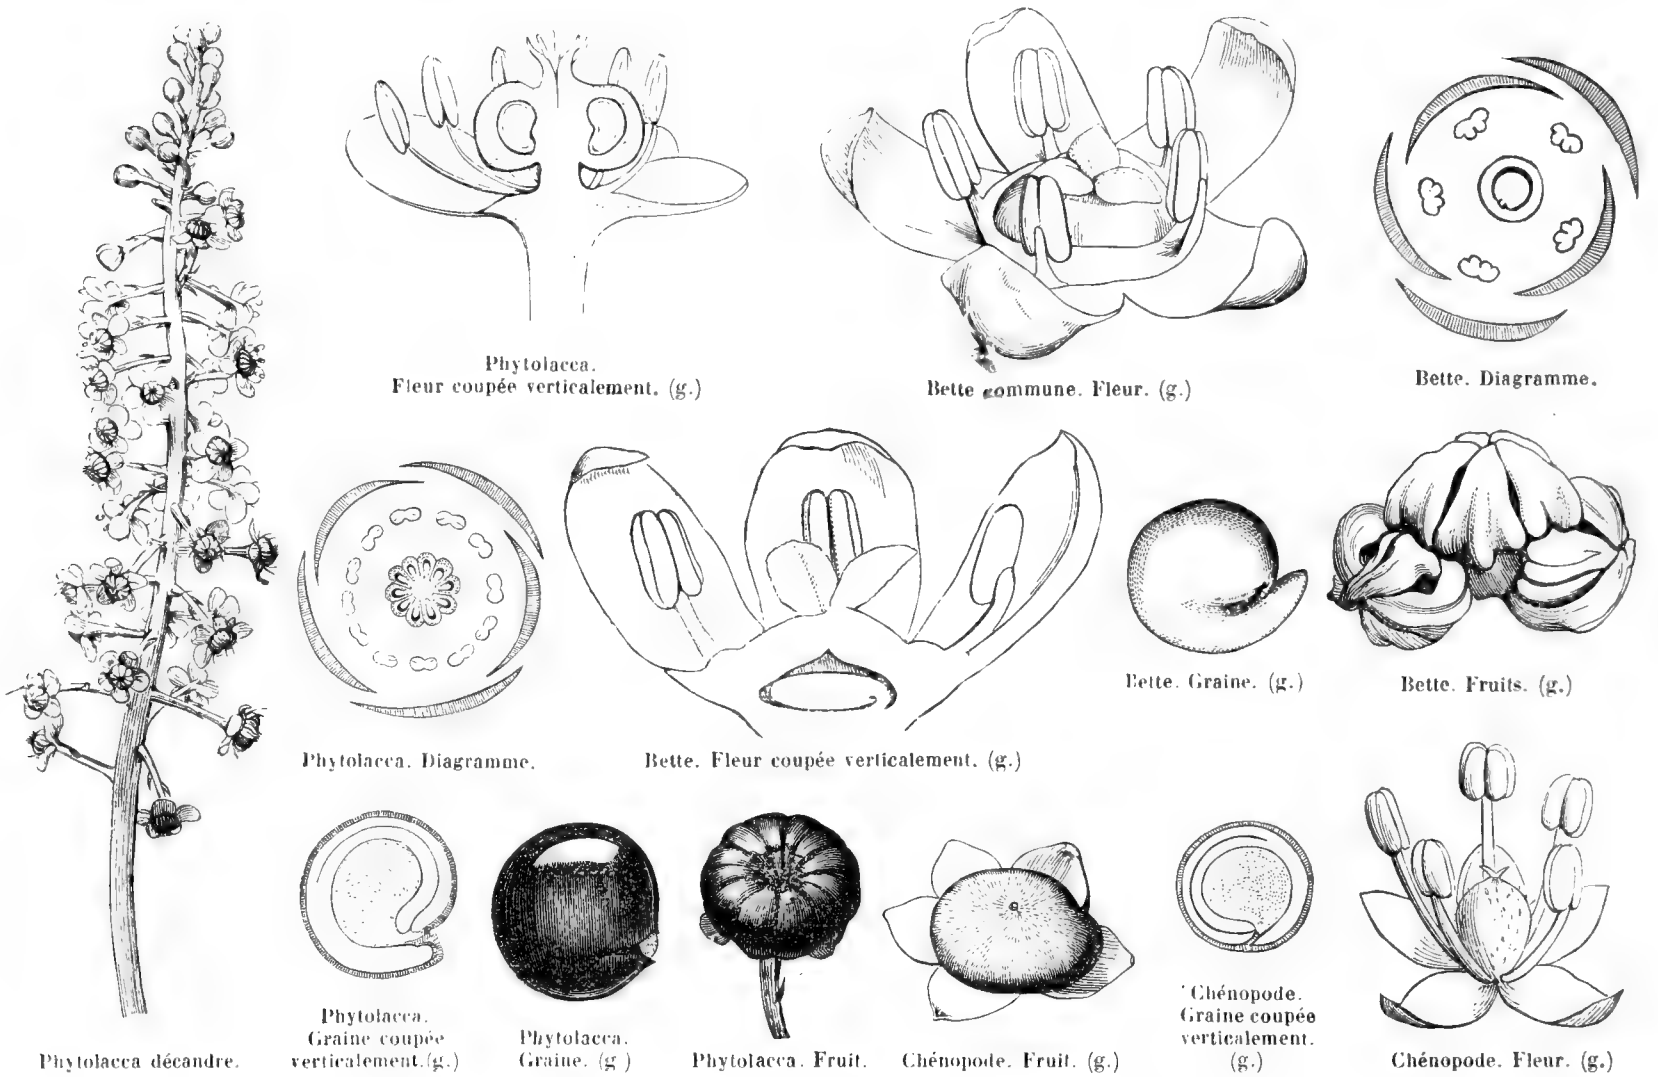 Phytolacca.
Fleur coupée verticalement. (g.)
Bette commune. Fleur. (g.)
Bette. Diagramme.
Phytolacca. Diagramme.
Bette. Fleur coupée verticalement. (g.)
Bette. Graine. (g.)
Bette. Fruits. (g.)
Phytolacca décandre.
Phytolacca.
Graine coupée
verticalement.(g.)
Phytolacca.
Graine. (g )
Phytolacca. Fruit.
Chénopode. Fruit. (g.)
Chénopode.
Graine coupée
verticalement.
(g.)
Chénopode. Fleur. (g.)